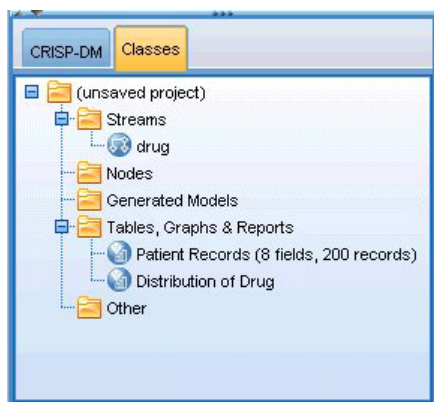 CRISP-DM Classes
(unsaved project)
Streams
drug
Nodes
Generated Models
Tables, Graphs & Reports
Patient Records (8 fields, 200 records)
Distribution of Drug
Other